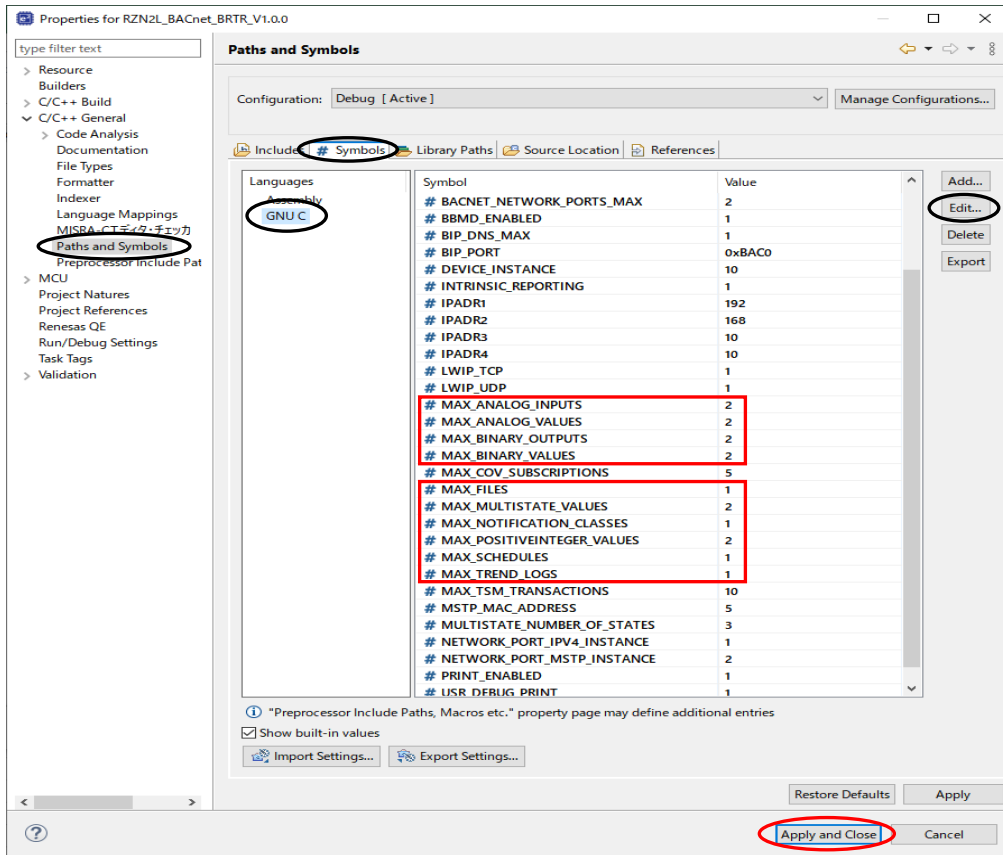 Properties for RZN2L_BACnet_BRTR_V1.0.0
type filter text
Resource
Builders
C/C++ Build
C/C++ General
Code Analysis
Documentation
File Types
Formatter
Indexer
Language Mappings
MISRA-Cエディタ・チェッカ
Paths and Symbols
Preprocessor Include Pat
MCU
Project Natures
Project References
Renesas QE
Run/Debug Settings
Task Tags
Validation
Paths and Symbols
Configuration: Debug [ Active ] Manage Configurations...
Includes # Symbols Library Paths Source Location References
Languages
Assembly
GNU C
Symbol Value
# BACNET_NETWORK_PORTS_MAX 2
# BBMD_ENABLED 1
# BIP_DNS_MAX 1
# BIP_PORT 0xBAC0
# DEVICE_INSTANCE 10
# INTRINSIC_REPORTING 1
# IPADR1 192
# IPADR2 168
# IPADR3 10
# IPADR4 10
# LWIP_TCP 1
# LWIP_UDP 1
# MAX_ANALOG_INPUTS 2
# MAX_ANALOG_VALUES 2
# MAX_BINARY_OUTPUTS 2
# MAX_BINARY_VALUES 2
# MAX_COV_SUBSCRIPTIONS 5
# MAX_FILES 1
# MAX_MULTISTATE_VALUES 2
# MAX_NOTIFICATION_CLASSES 1
# MAX_POSITIVEINTEGER_VALUES 2
# MAX_SCHEDULES 1
# MAX_TREND_LOGS 1
# MAX_TSM_TRANSACTIONS 10
# MSTP_MAC_ADDRESS 5
# MULTISTATE_NUMBER_OF_STATES 3
# NETWORK_PORT_IPV4_INSTANCE 1
# NETWORK_PORT_MSTP_INSTANCE 2
# PRINT_ENABLED 1
# USR_DEBUG_PRINT 1
Add...
Edit...
Delete
Export
"Preprocessor Include Paths, Macros etc." property page may define additional entries
Show built-in values
Import Settings... Export Settings...
Restore Defaults Apply
Apply and Close Cancel